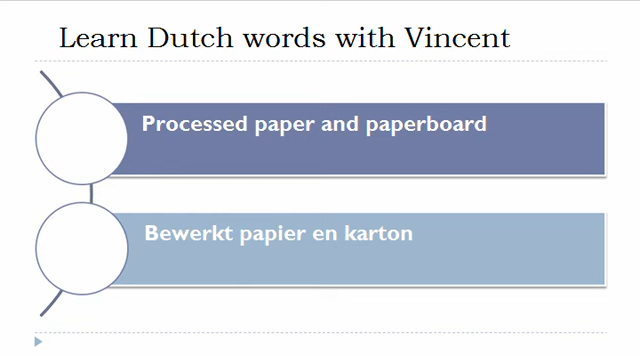 Learn Dutch words with Vincent
Processed paper and paperboard
Bewerkt papier en karton